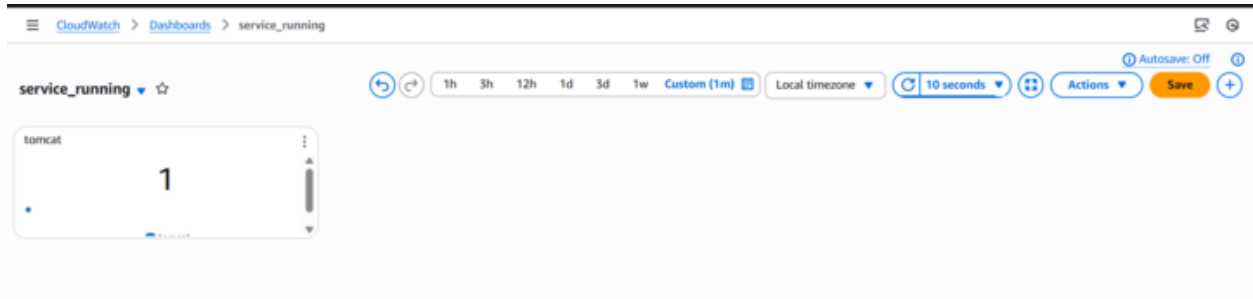 CloudWatch > Dashboards > service_running
Autosave: Off
service_running
1h 3h 12h 1d 3d 1w Custom (1m) Local timezone 10 seconds Actions Save
tomcat
1